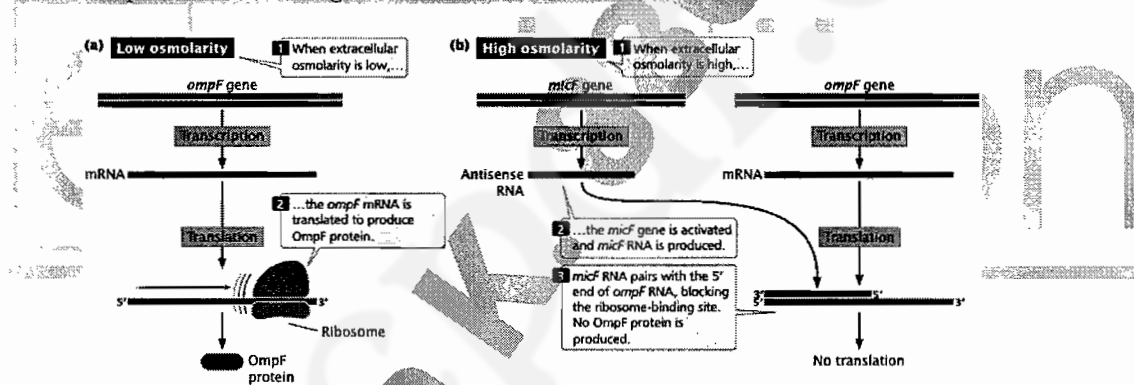 (a) Low osmolarity
1 When extracellular
osmolarity is low,...
ompF gene
Transcription
mRNA
2 ...the ompF mRNA is
translated to produce
OmpF protein.
Translation
5′ 3′
Ribosome
OmpF
protein
(b) High osmolarity
1 When extracellular
osmolarity is high,...
micF gene
ompF gene
Transcription
Transcription
Antisense
RNA
mRNA
2 ...the micF gene is activated
and micF RNA is produced.
Translation
3 micF RNA pairs with the 5′
end of ompF RNA, blocking
the ribosome-binding site.
No OmpF protein is
produced.
3′ 5′
5′ 3′
No translation